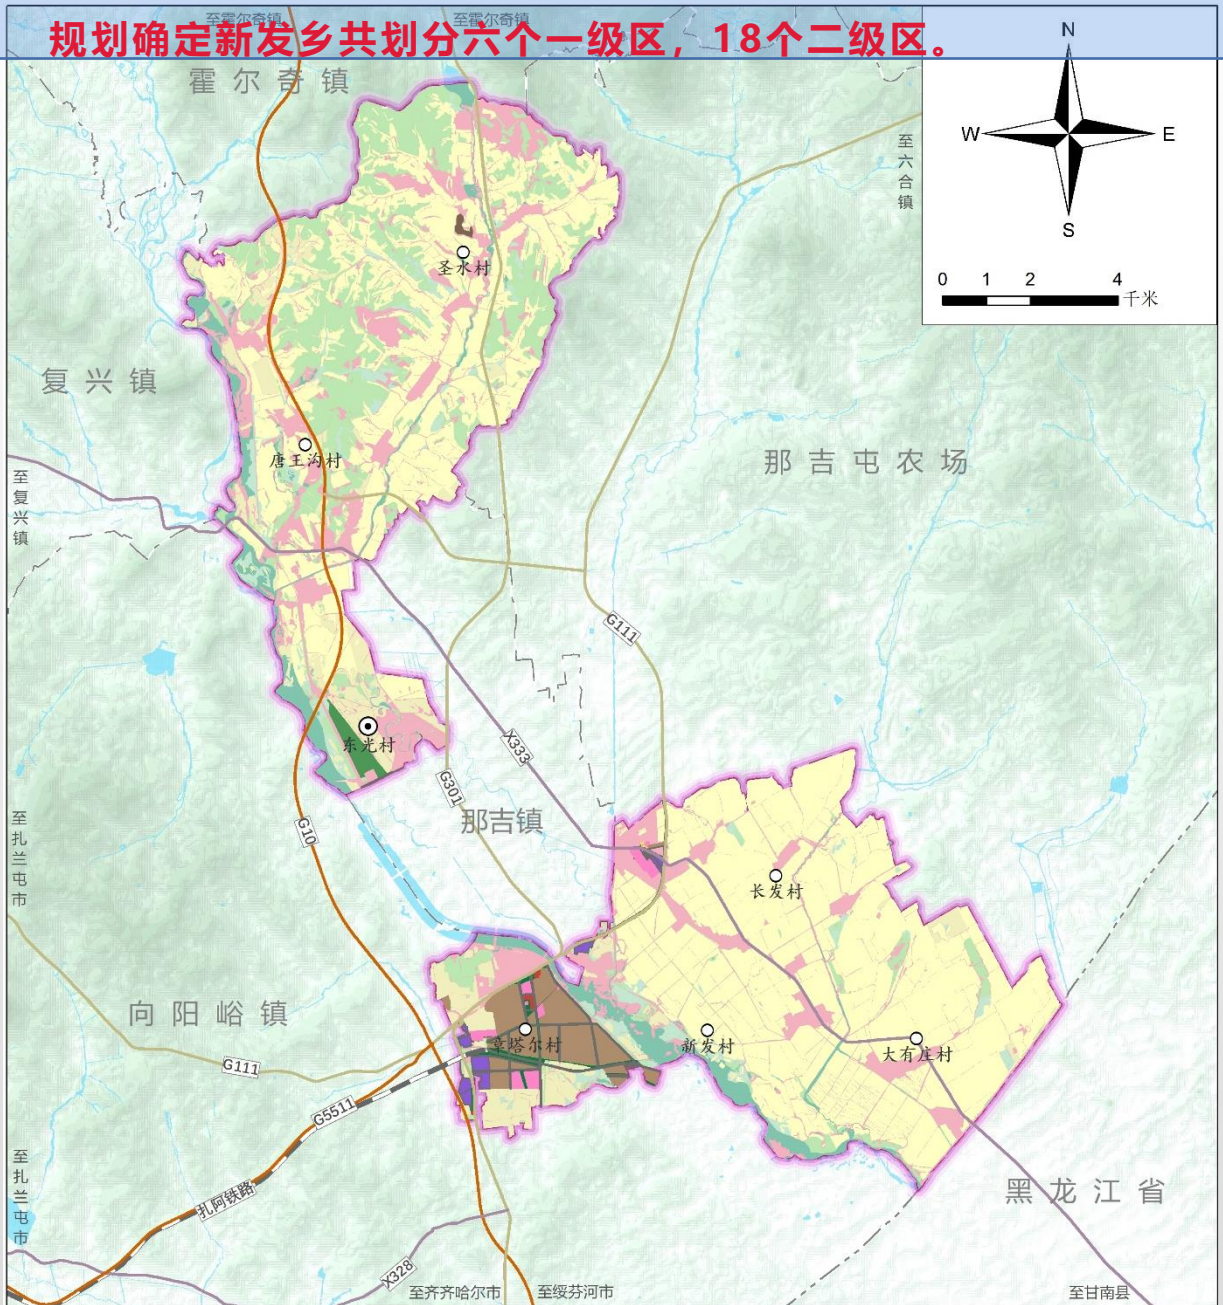 至霍尔奇镇
至霍尔奇镇
规划确定新发乡共划分六个一级区，18个二级区。
N
霍尔奇镇
W
E
至六合镇
S
圣水村
0 1 2 4
千米
复兴镇
唐王沟村
那吉屯农场
至复兴镇
G111
东光村
X333
G301
那吉镇
G10
至扎兰屯市
长发村
向阳峪镇
章塔尔村
新发村
大有庄村
G111
G5511
至扎兰屯市
扎阿铁路
黑龙江省
X328
至齐齐哈尔市
至绥芬河市
至甘南县